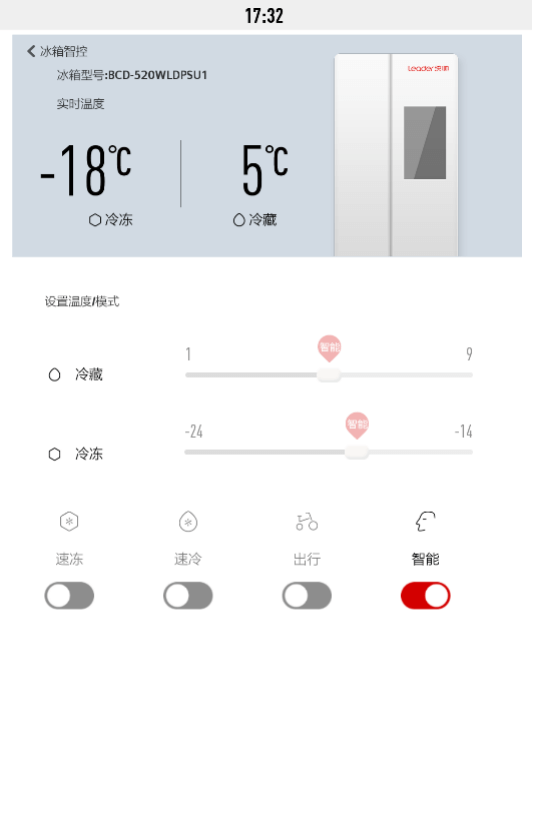 17:32
冰箱智控
冰箱型号:BCD-520WLDPSU1
实时温度
Leader 统帅
-18℃ 5℃
冷冻 冷藏
设置温度/模式
智能
1 9
冷藏
智能
-24 -14
冷冻
速冻 速冷 出行 智能